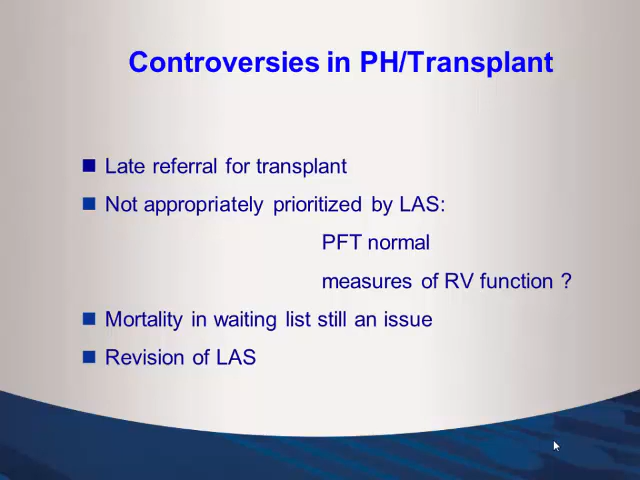 Controversies in PH/Transplant
Late referral for transplant
Not appropriately prioritized by LAS:
PFT normal
measures of RV function ?
Mortality in waiting list still an issue
Revision of LAS